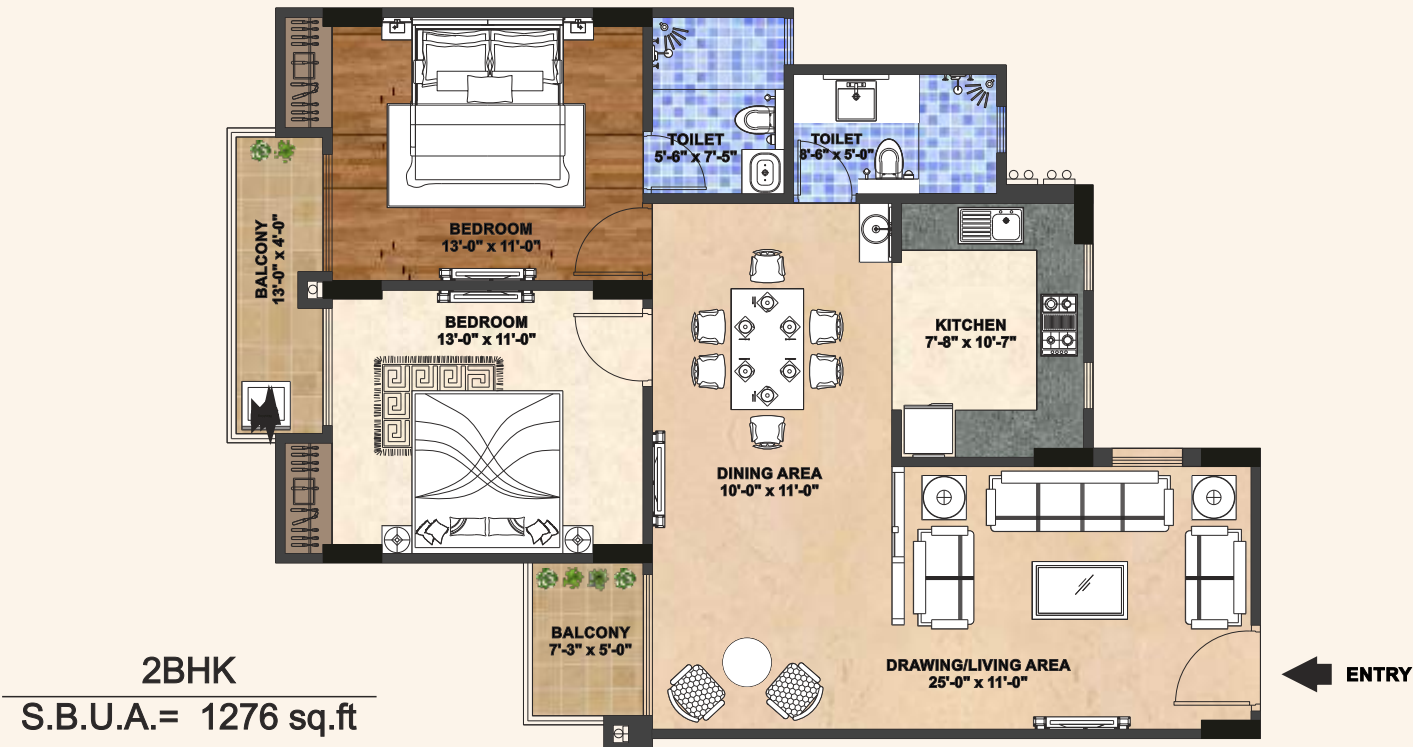 TOILET
5'-6" x 7'-5"
TOILET
8'-6" x 5'-0"
BEDROOM
13'-0" x 11'-0"
BALCONY
13'-0" x 4'-0"
BEDROOM
13'-0" x 11'-0"
KITCHEN
7'-8" x 10'-7"
DINING AREA
10'-0" x 11'-0"
BALCONY
7'-3" x 5'-0"
DRAWING/LIVING AREA
25'-0" x 11'-0"
ENTRY
2BHK
S.B.U.A.= 1276 sq.ft